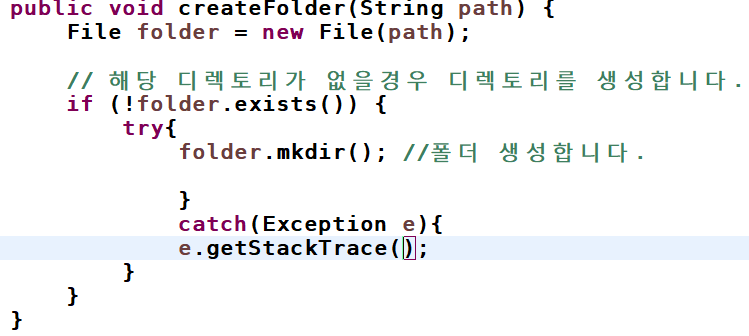 public void createFolder(String path) {
File folder = new File(path);
// 해당 디렉토리가 없을경우 디렉토리를 생성합니다.
if (!folder.exists()) {
try{
folder.mkdir(); //폴더 생성합니다.
}
catch(Exception e){
e.getStackTrace();
}
}
}